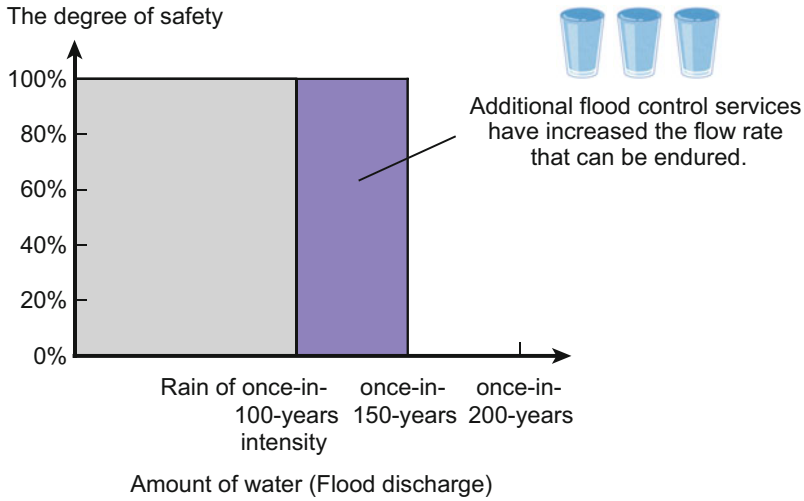 The degree of safety
100%
80%
60%
40%
20%
0%
Additional flood control services
have increased the flow rate
that can be endured.
Rain of once-in-
100-years
intensity
once-in-
150-years
once-in-
200-years
Amount of water (Flood discharge)